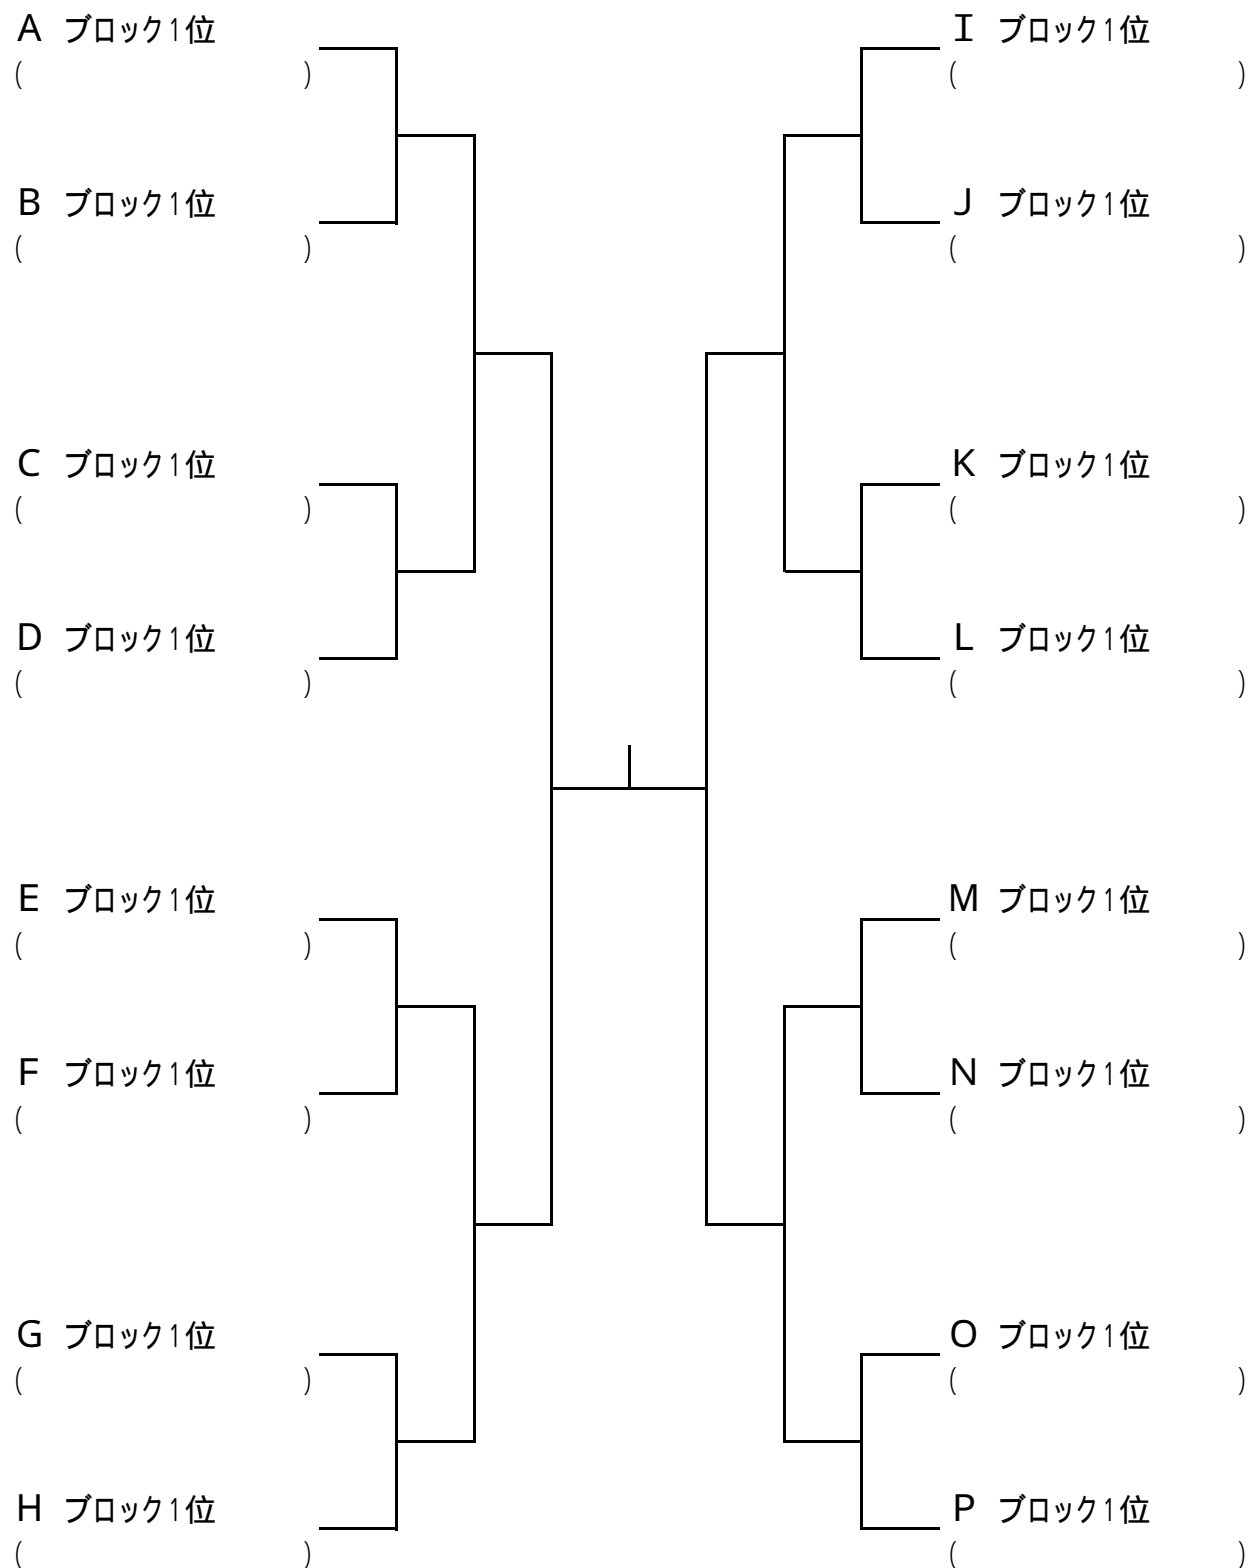 A ブロック1位
( )
B ブロック1位
( )
C ブロック1位
( )
D ブロック1位
( )
E ブロック1位
( )
F ブロック1位
( )
G ブロック1位
( )
H ブロック1位
( )
I ブロック1位
( )
J ブロック1位
( )
K ブロック1位
( )
L ブロック1位
( )
M ブロック1位
( )
N ブロック1位
( )
O ブロック1位
( )
P ブロック1位
( )